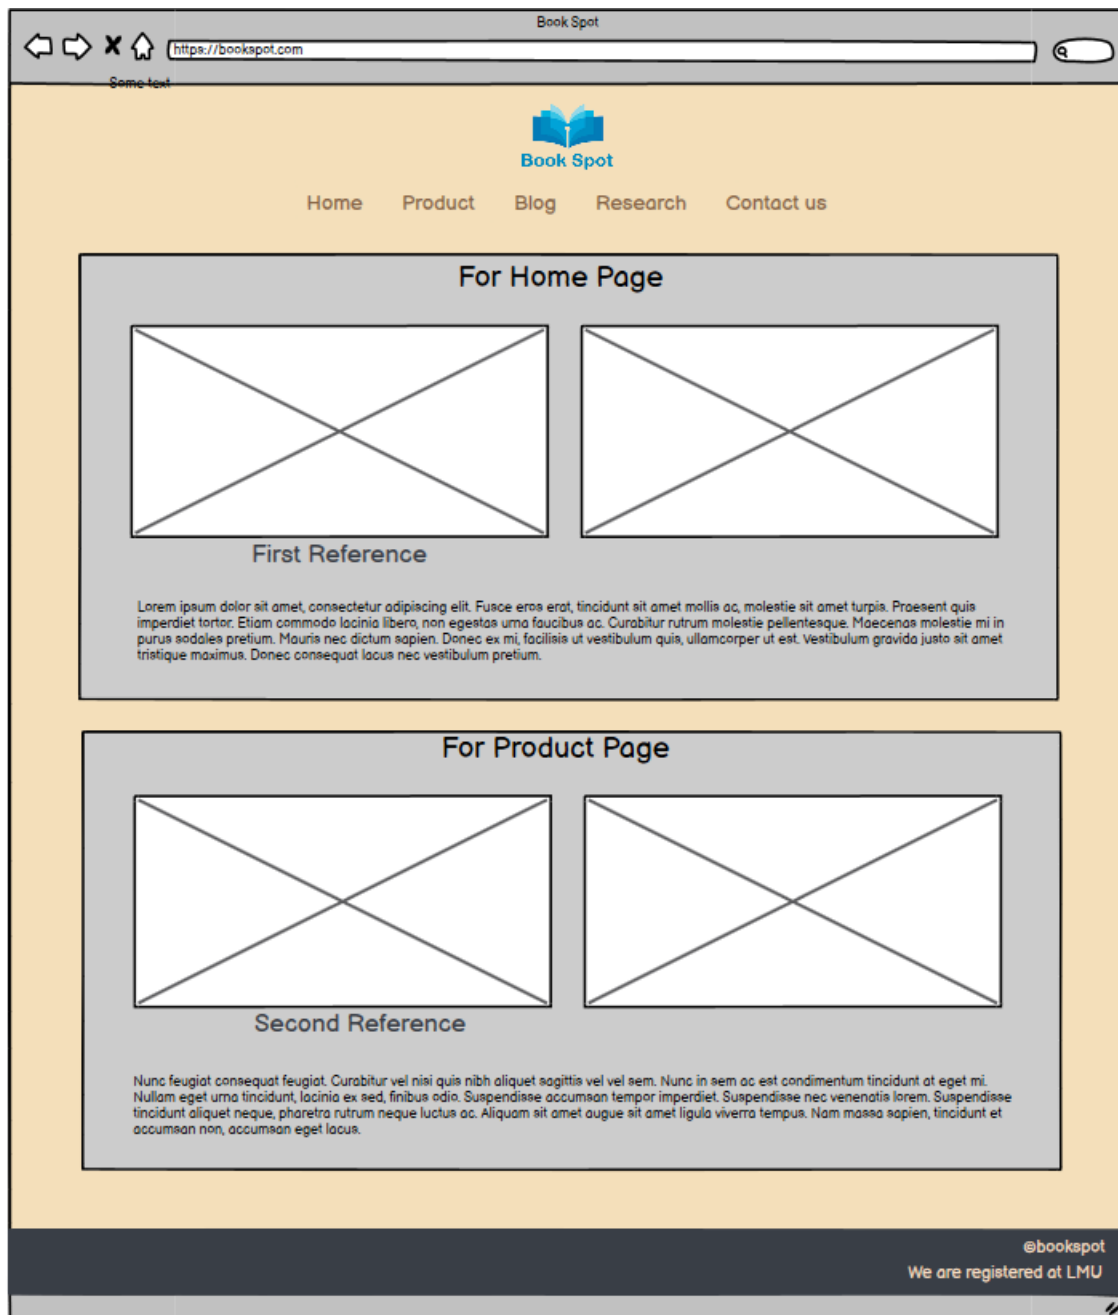 Book Spot
https://bookspot.com
Some text
Book Spot
Home Product Blog Research Contact us
For Home Page
First Reference
Lorem ipsum dolor sit amet, consectetur adipiscing elit. Fusce eros erat, tincidunt sit amet mollis ac, molestie sit amet turpis. Praesent quis
imperdiet tortor. Etiam commodo lacinia libero, non egestas urna faucibus ac. Curabitur rutrum molestie pellentesque. Maecenas molestie mi in
purus sodales pretium. Mauris nec dictum sapien. Donec ex mi, facilisis ut vestibulum quis, ullamcorper ut est. Vestibulum gravida justo sit amet
tristique maximus. Donec consequat lacus nec vestibulum pretium.
For Product Page
Second Reference
Nunc feugiat consequat feugiat. Curabitur vel nisi quis nibh aliquet sagittis vel vel sem. Nunc in sem ac est condimentum tincidunt at eget mi.
Nullam eget urna tincidunt, lacinia ex sed, finibus odio. Suspendisse accumsan tempor imperdiet. Suspendisse nec venenatis lorem. Suspendisse
tincidunt aliquet neque, pharetra rutrum neque luctus ac. Aliquam sit amet augue sit amet ligula viverra tempus. Nam massa sapien, tincidunt et
accumsan non, accumsan eget lacus.
©bookspot
We are registered at LMU